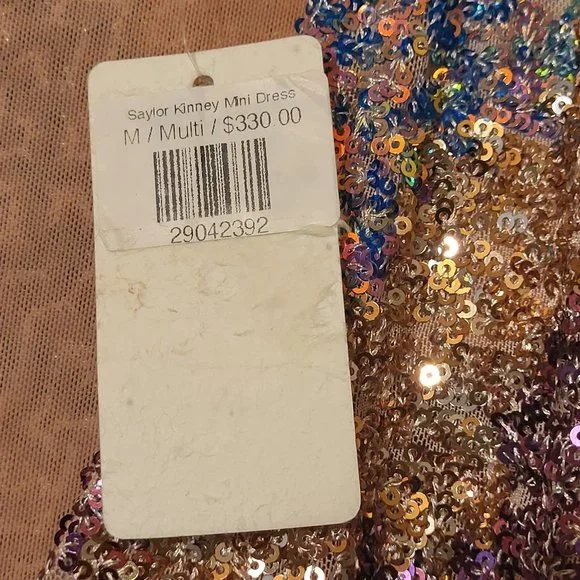 Saylor Kinney Mini Dress
M / Multi / $330 00
29042392